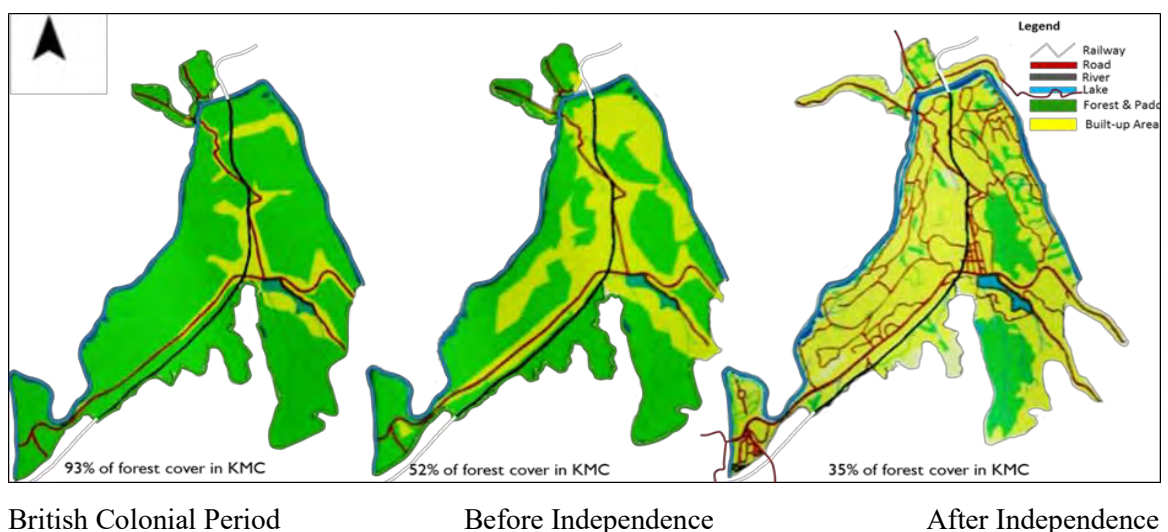 Legend
Railway
Road
River
Lake
Forest & Padd
Built-up Area
93% of forest cover in KMC
52% of forest cover in KMC
35% of forest cover in KMC
British Colonial Period
Before Independence
After Independence